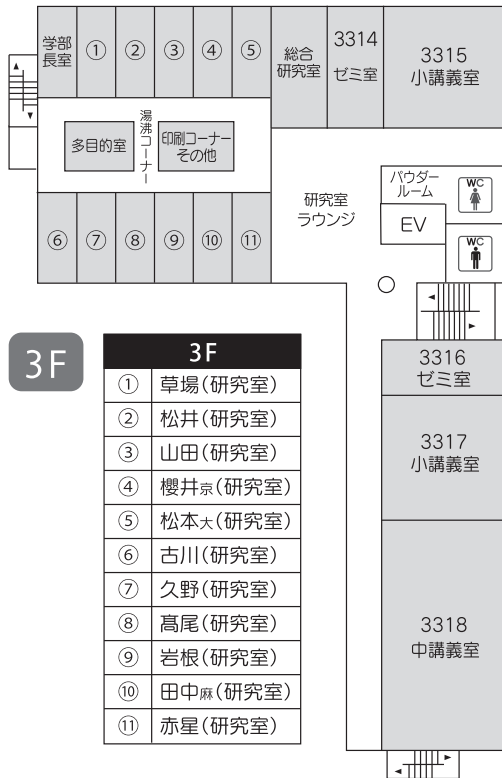 学部
長室
①
②
③
④
⑤
総合
研究室
3314
ゼミ室
3315
小講義室
多目的室
湯沸コーナー
印刷コーナー
その他
研究室
ラウンジ
パウダー
ルーム
WC
EV
WC
⑥
⑦
⑧
⑨
⑩
⑪
3F
3F
① 草場(研究室)
② 松井(研究室)
③ 山田(研究室)
④ 櫻井京(研究室)
⑤ 松本大(研究室)
⑥ 古川(研究室)
⑦ 久野(研究室)
⑧ 髙尾(研究室)
⑨ 岩根(研究室)
⑩ 田中麻(研究室)
⑪ 赤星(研究室)
3316
ゼミ室
3317
小講義室
3318
中講義室